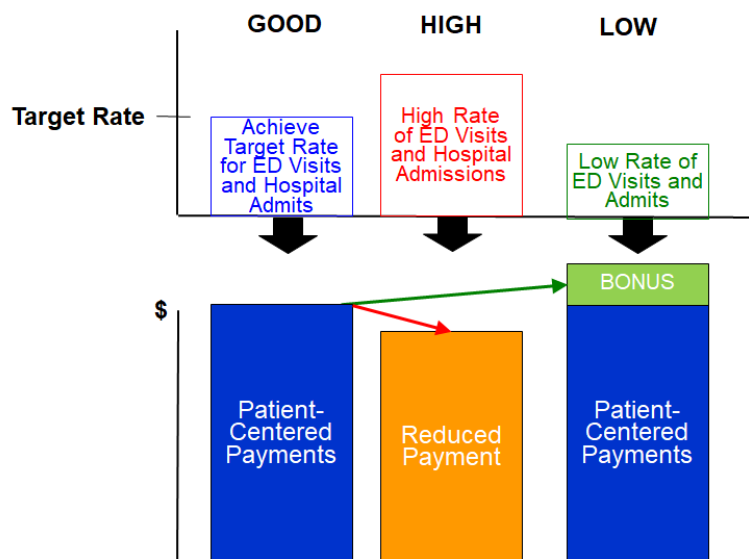 GOOD
HIGH
LOW
Target Rate
Achieve
Target Rate
for ED Visits
and Hospital
Admits
High Rate
of ED Visits
and Hospital
Admissions
Low Rate of
ED Visits and
Admits
$
BONUS
Patient-
Centered
Payments
Reduced
Payment
Patient-
Centered
Payments